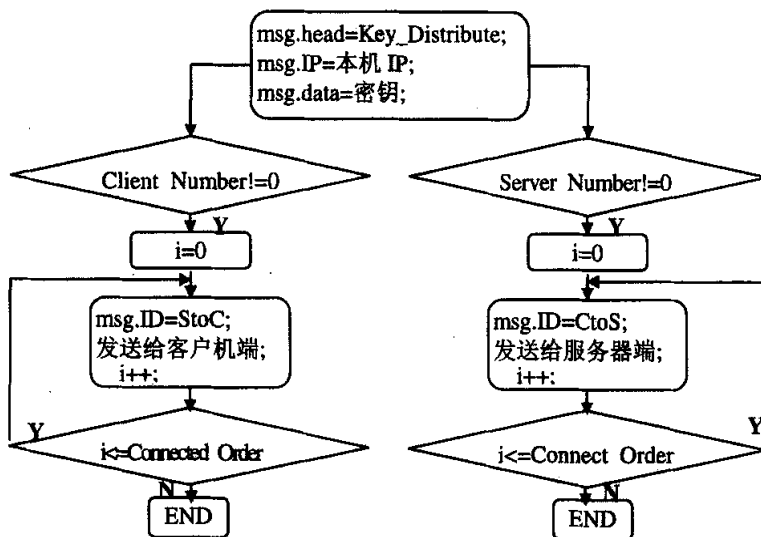 msg.head=Key_Distribute;
msg.IP=本机 IP;
msg.data=密钥;
Client Number!=0
Y
i=0
msg.ID=StoC;
发送给客户机端;
i++;
Y
i<=Connected Order
N
END
Server Number!=0
Y
i=0
msg.ID=CtoS;
发送给服务器端;
i++;
Y
i<=Connect Order
N
END